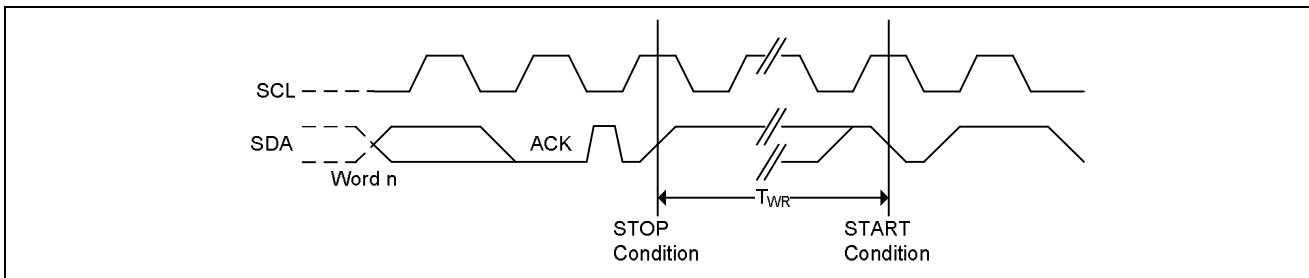 SCL
SDA
ACK
Word n
TWR
STOP
Condition
START
Condition